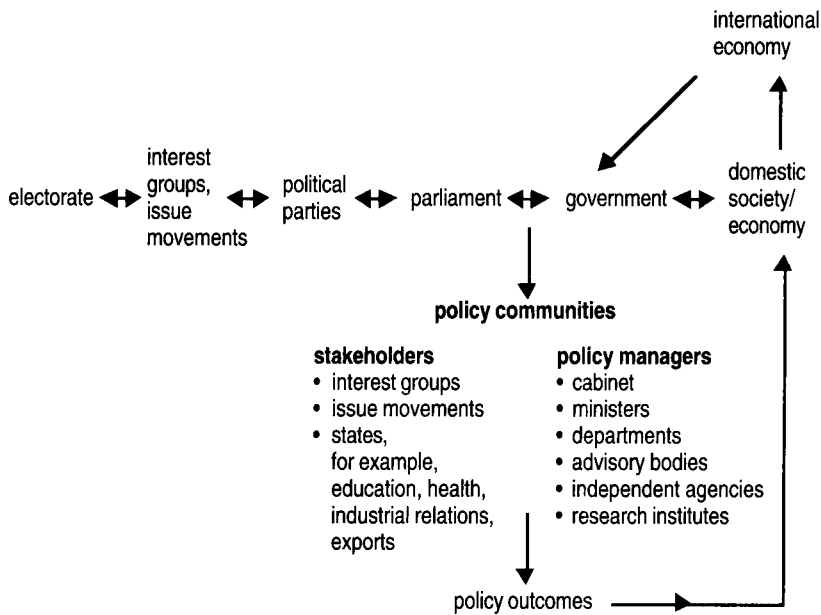 international
economy
electorate
interest
groups,
issue
movements
political
parties
parliament
government
domestic
society/
economy
policy communities
stakeholders
• interest groups
• issue movements
• states,
for example,
education, health,
industrial relations,
exports
policy managers
• cabinet
• ministers
• departments
• advisory bodies
• independent agencies
• research institutes
policy outcomes